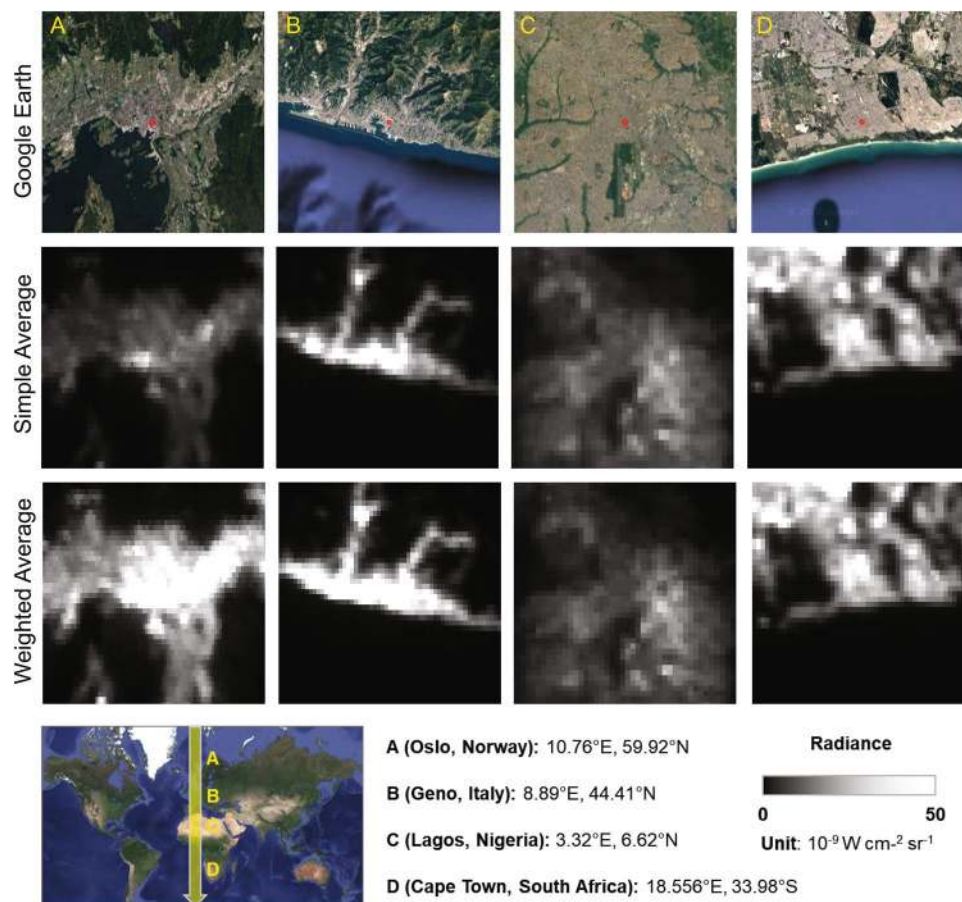 A
B
C
D
Google Earth
Simple Average
Weighted Average
A
B
C
D
A (Oslo, Norway): 10.76°E, 59.92°N
B (Geno, Italy): 8.89°E, 44.41°N
C (Lagos, Nigeria): 3.32°E, 6.62°N
D (Cape Town, South Africa): 18.556°E, 33.98°S
Radiance
0 50
Unit: 10-9 W cm-2 sr-1